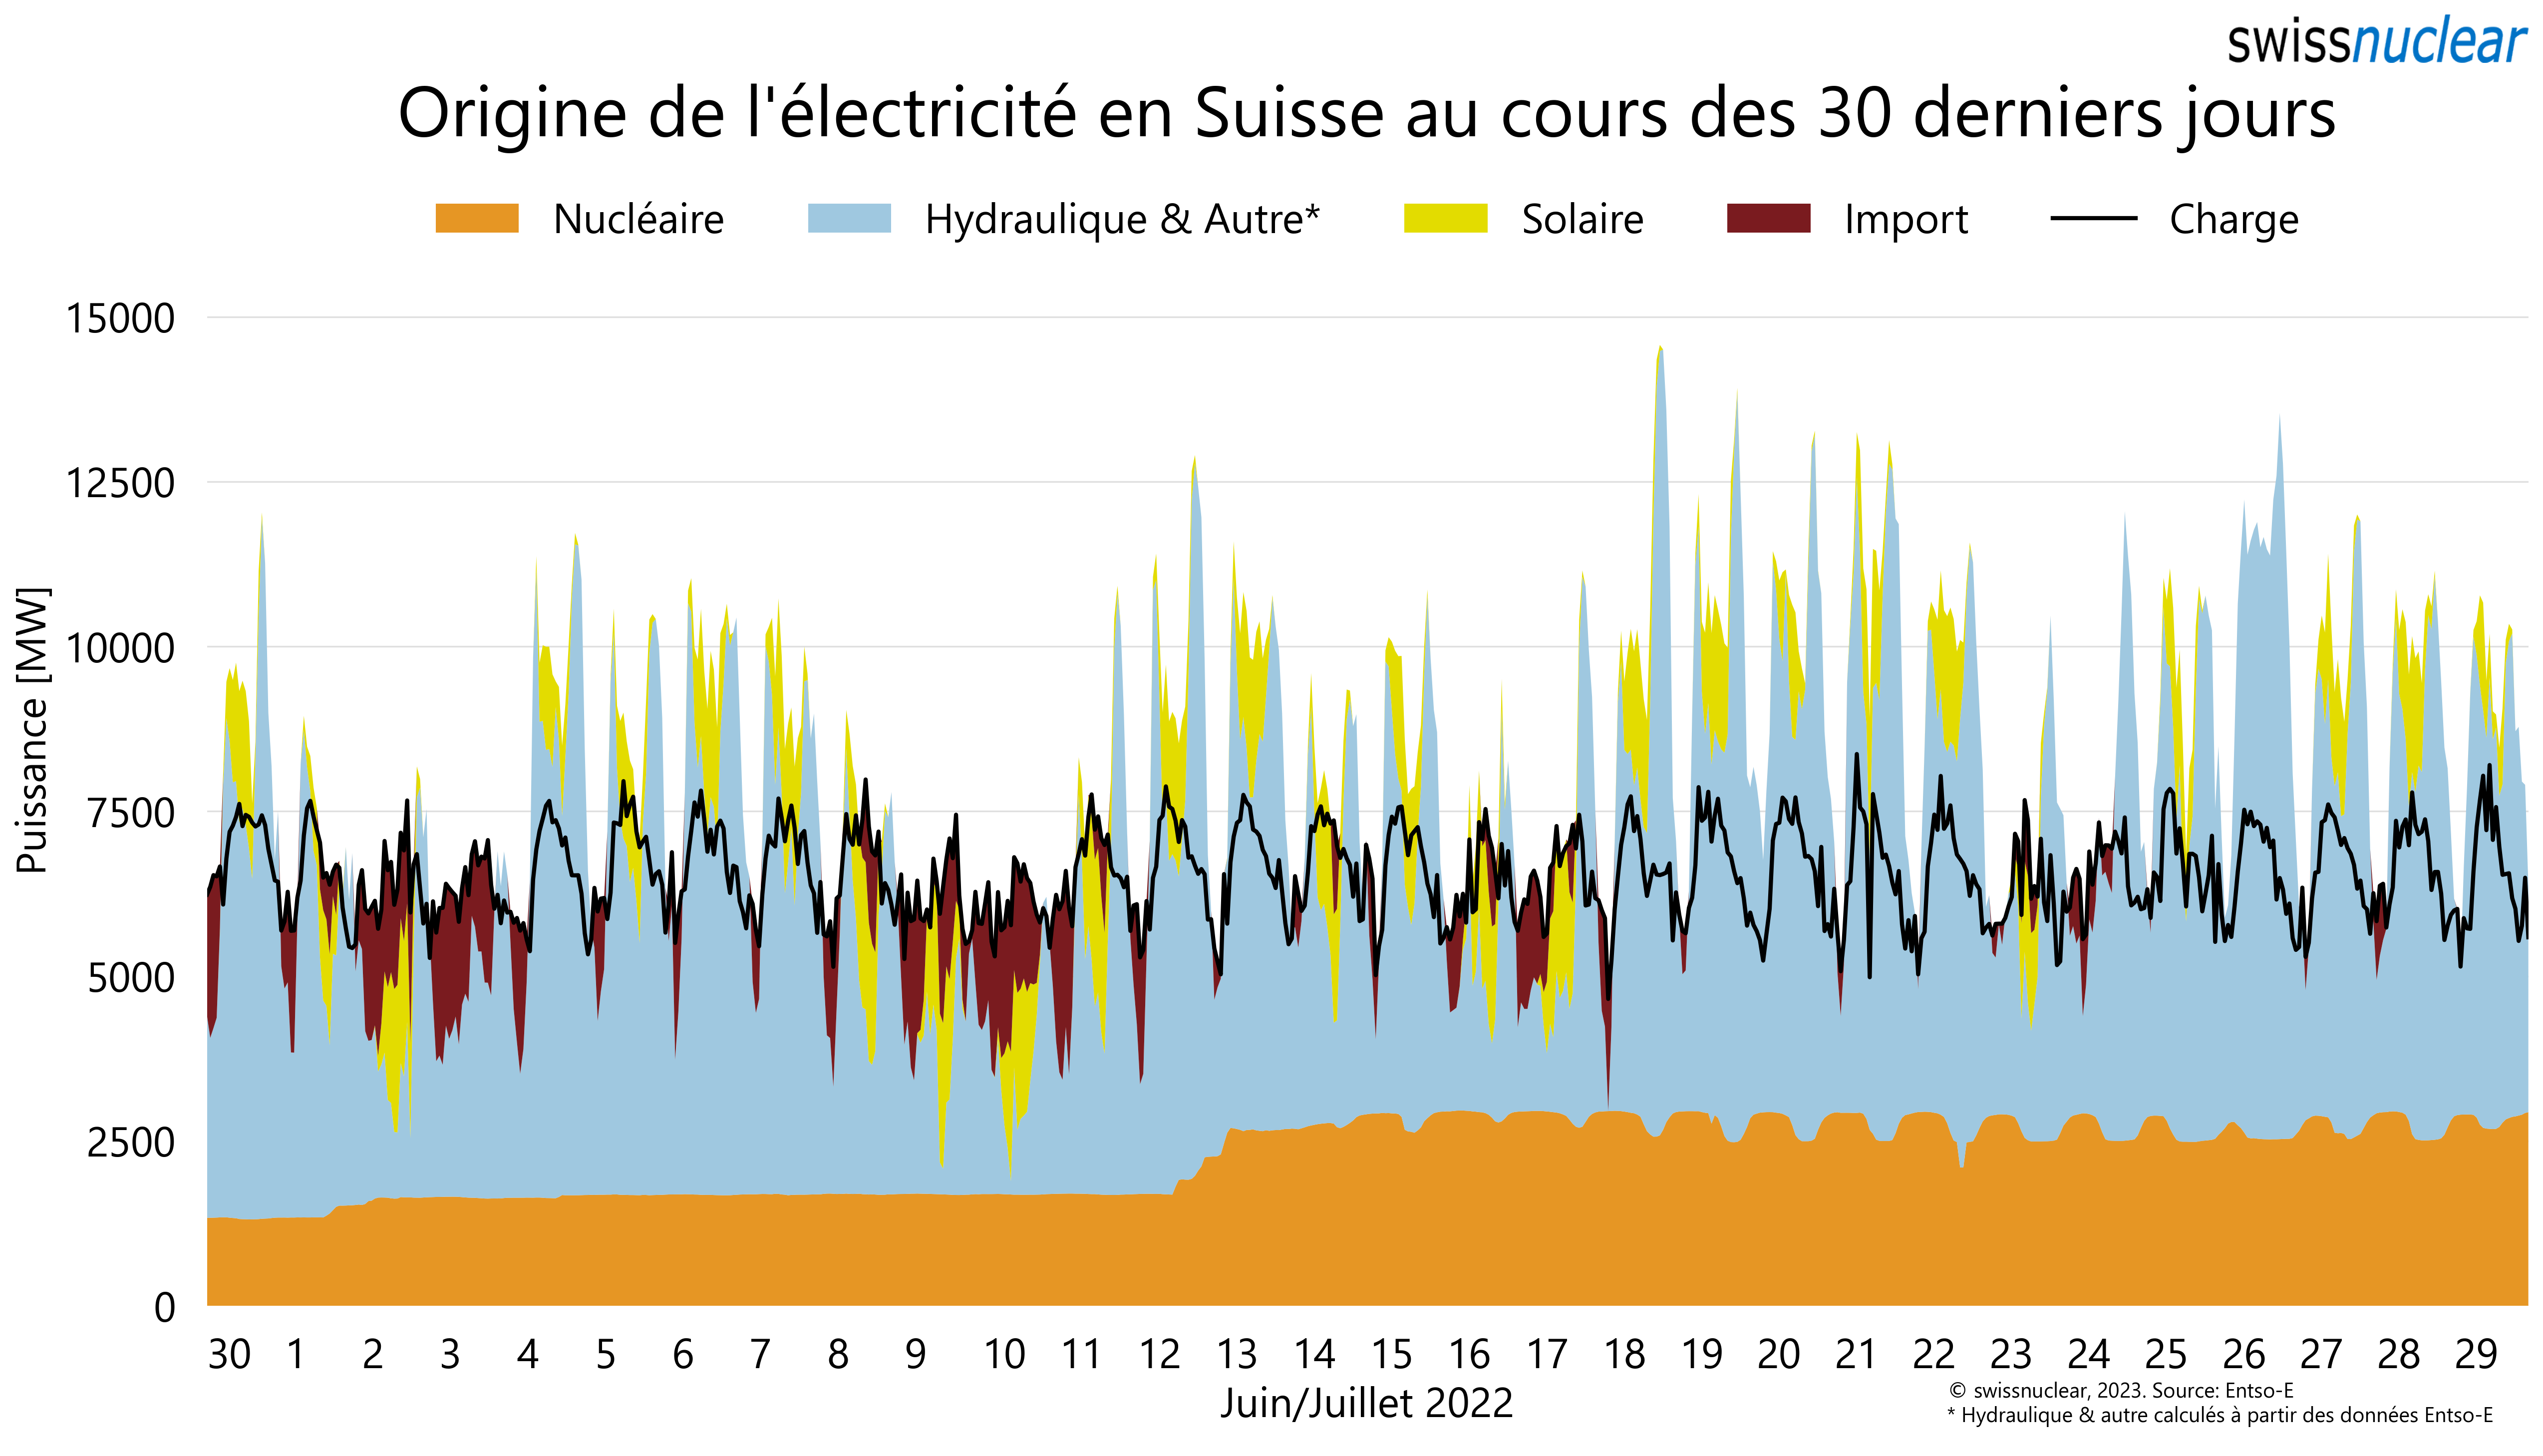 swissnuclear
Origine de l'électricité en Suisse au cours des 30 derniers jours
Nucléaire Hydraulique & Autre* Solaire Import Charge
Puissance [MW]
15000
12500
10000
7500
5000
2500
0
30 1 2 3 4 5 6 7 8 9 10 11 12 13 14 15 16 17 18 19 20 21 22 23 24 25 26 27 28 29
Juin/Juillet 2022
© swissnuclear, 2023. Source: Entso-E
* Hydraulique & autre calculés à partir des données Entso-E